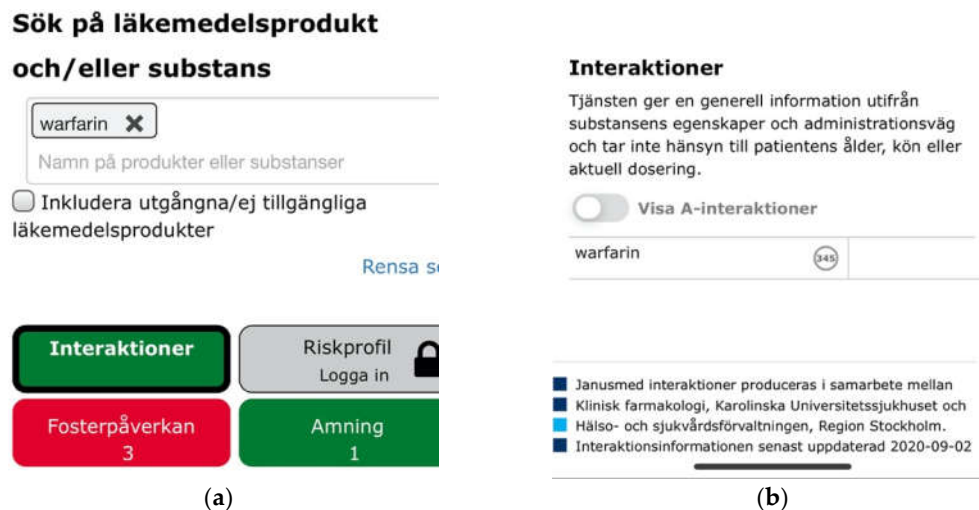 Sök på läkemedelsprodukt
och/eller substans
warfarin
Namn på produkter eller substanser
Inkludera utgångna/ej tillgängliga
läkemedelsprodukter
Rensa
Interaktioner
Riskprofil
Logga in
Fosterpåverkan
3
Amning
1
(a)
Interaktioner
Tjänsten ger en generell information utifrån
substansens egenskaper och administrationsväg
och tar inte hänsyn till patientens ålder, kön eller
aktuell dosering.
Visa A-interaktioner
warfarin
345
Janusmed interaktioner produceras i samarbete mellan
Klinisk farmakologi, Karolinska Universitetssjukhuset och
Hälso- och sjukvårdsförvaltningen, Region Stockholm.
Interaktionsinformationen senast uppdaterad 2020-09-02
(b)